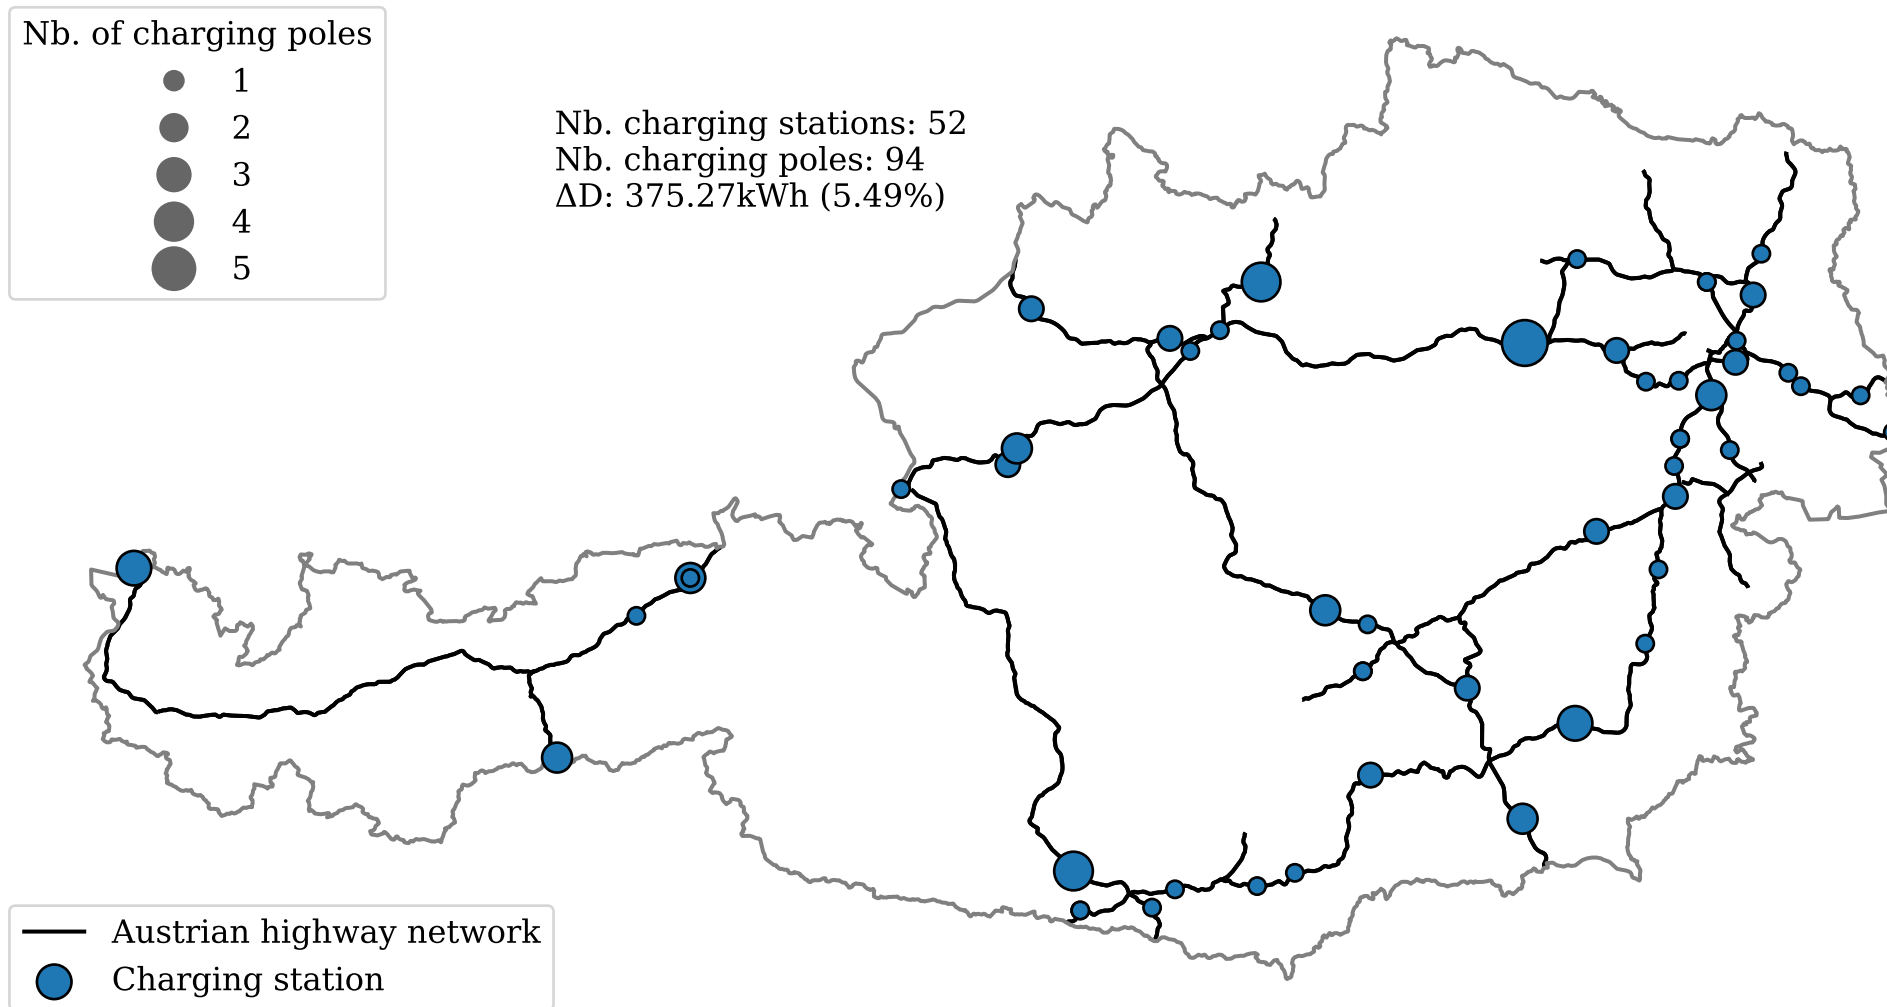 Nb. of charging poles
1
2
3
4
5
Nb. charging stations: 52
Nb. charging poles: 94
ΔD: 375.27kWh (5.49%)
Austrian highway network
Charging station